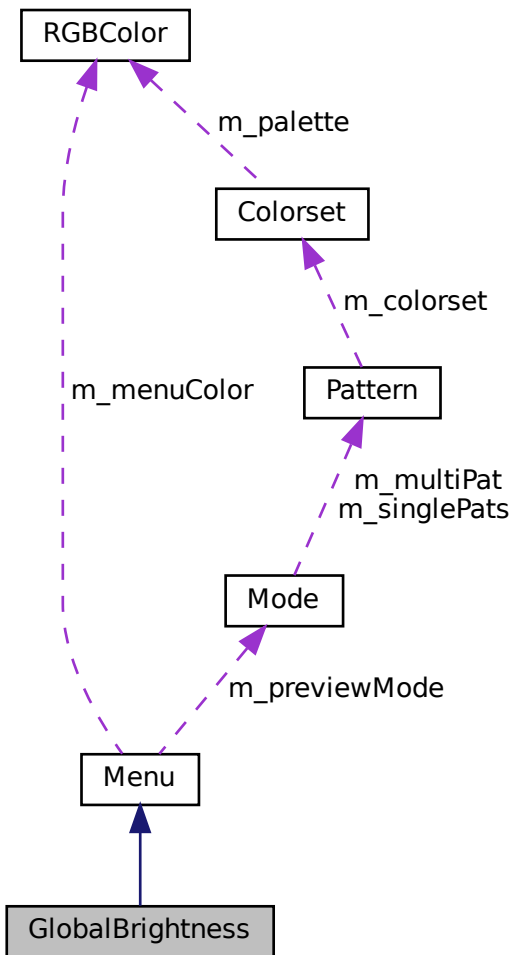 RGBColor
m_palette
Colorset
m_colorset
m_menuColor
Pattern
m_multiPat
m_singlePats
Mode
m_previewMode
Menu
GlobalBrightness